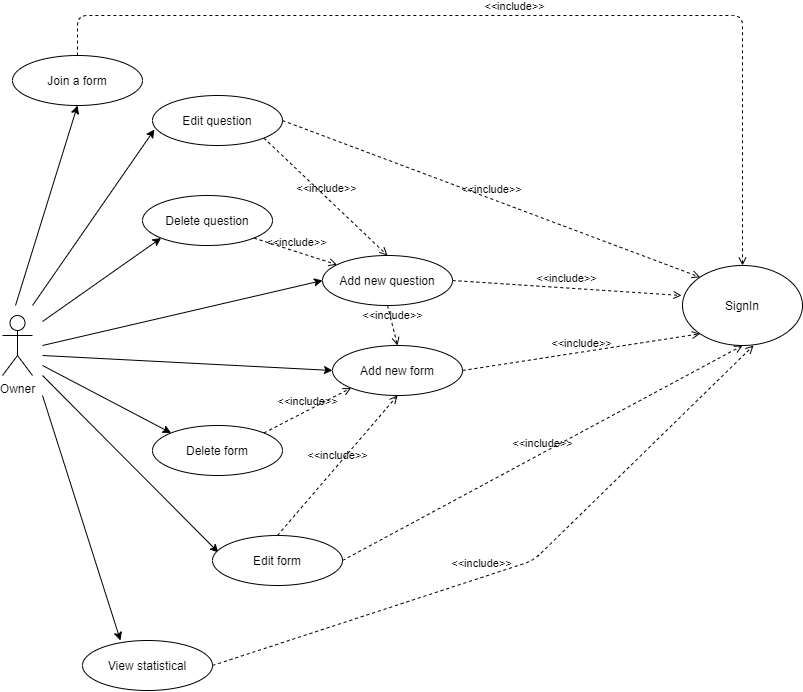 <<include>>
Join a form
Edit question
<<include>>
<<include>>
Delete question
<<include>>
Add new question
<<include>>
SignIn
<<include>>
Owner
<<include>>
Add new form
<<include>>
Delete form
<<include>>
<<include>>
Edit form
<<include>>
View statistical